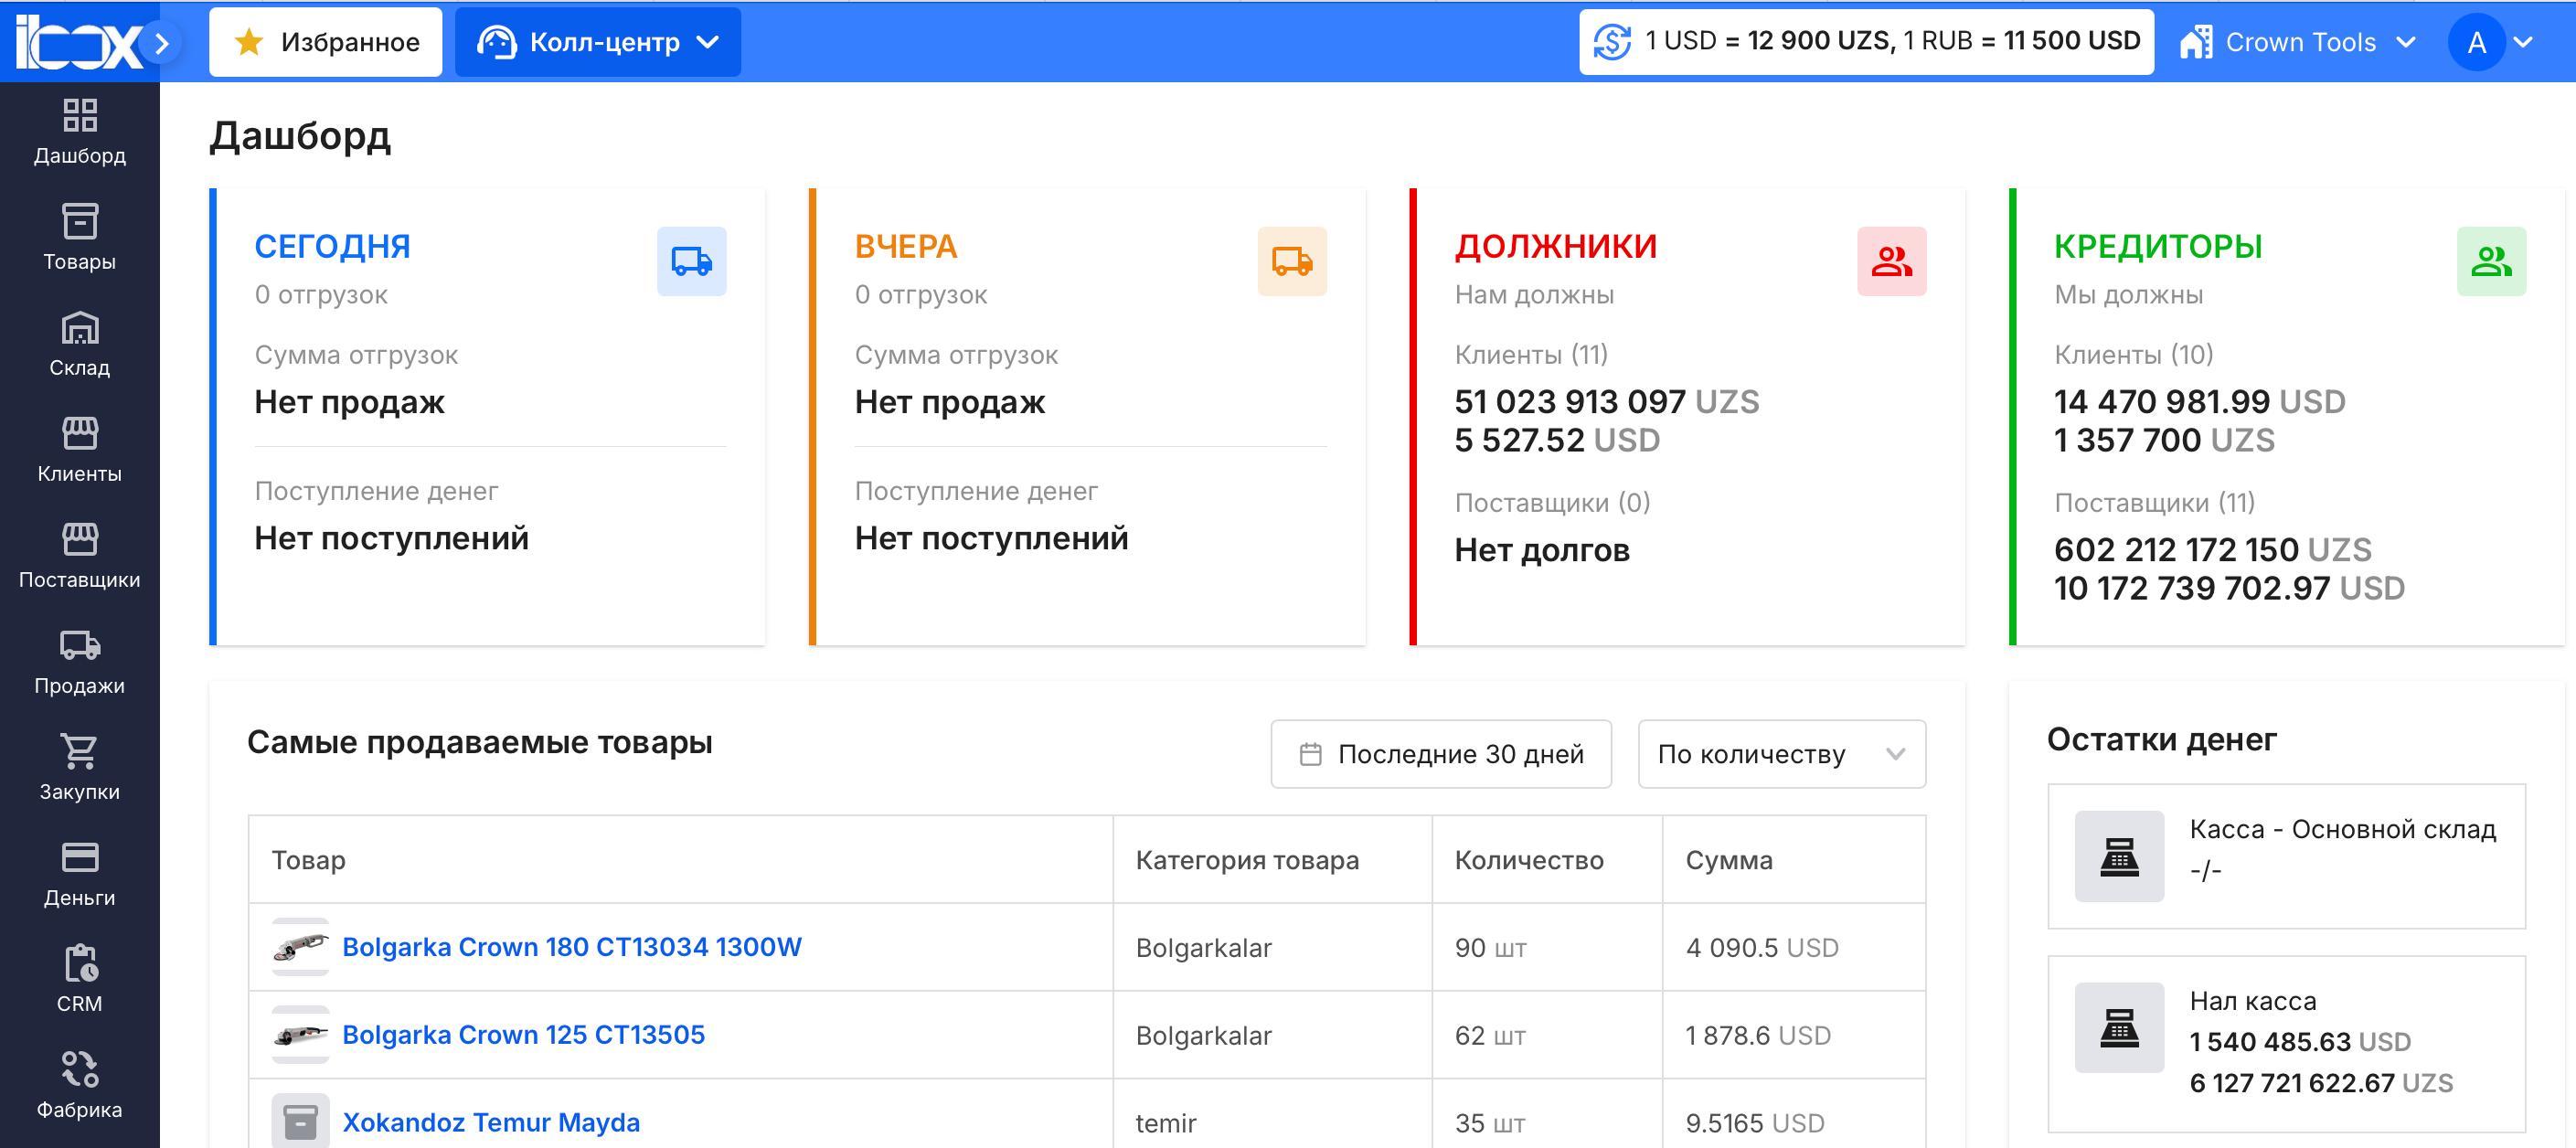 ibox
Избранное
Колл-центр
1 USD = 12 900 UZS, 1 RUB = 11 500 USD
Crown Tools
A
Дашборд
Товары
Склад
Клиенты
Поставщики
Продажи
Закупки
Деньги
CRM
Фабрика
Дашборд
СЕГОДНЯ
0 отгрузок
Сумма отгрузок
Нет продаж
Поступление денег
Нет поступлений
ВЧЕРА
0 отгрузок
Сумма отгрузок
Нет продаж
Поступление денег
Нет поступлений
ДОЛЖНИКИ
Нам должны
Клиенты (11)
51 023 913 097 UZS
5 527.52 USD
Поставщики (0)
Нет долгов
КРЕДИТОРЫ
Мы должны
Клиенты (10)
14 470 981.99 USD
1 357 700 UZS
Поставщики (11)
602 212 172 150 UZS
10 172 739 702.97 USD
Самые продаваемые товары
Последние 30 дней
По количеству
Товар Категория товара Количество Сумма
Bolgarka Crown 180 CT13034 1300W Bolgarkalar 90 шт 4 090.5 USD
Bolgarka Crown 125 CT13505 Bolgarkalar 62 шт 1 878.6 USD
Xokandoz Temur Mayda temir 35 шт 9.5165 USD
Остатки денег
Касса - Основной склад
-/-
Нал касса
1 540 485.63 USD
6 127 721 622.67 UZS